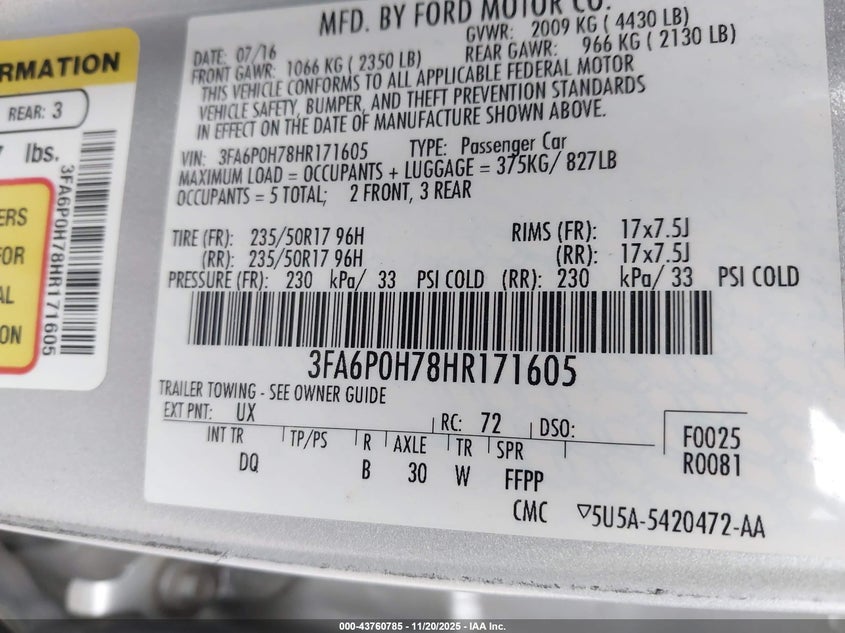 RMATION
REAR: 3
lbs.
ERS
FOR
AL
ON
3FA6P0H78HR171605
MFD. BY FORD MOTOR CO.
DATE: 07/16 GVWR: 2009 KG ( 4430 LB)
FRONT GAWR: 1066 KG ( 2350 LB) REAR GAWR: 966 KG ( 2130 LB)
THIS VEHICLE CONFORMS TO ALL APPLICABLE FEDERAL MOTOR
VEHICLE SAFETY, BUMPER, AND THEFT PREVENTION STANDARDS
IN EFFECT ON THE DATE OF MANUFACTURE SHOWN ABOVE.
VIN: 3FA6P0H78HR171605 TYPE: Passenger Car
MAXIMUM LOAD = OCCUPANTS + LUGGAGE = 375KG/ 827LB
OCCUPANTS = 5 TOTAL; 2 FRONT, 3 REAR
TIRE (FR): 235/50R17 96H RIMS (FR): 17x7.5J
(RR): 235/50R17 96H (RR): 17x7.5J
PRESSURE (FR): 230 kPa/ 33 PSI COLD (RR): 230 kPa/ 33 PSI COLD
3FA6P0H78HR171605
TRAILER TOWING - SEE OWNER GUIDE
EXT PNT: UX RC: 72 DSO: F0025
INT TR TP/PS R AXLE TR SPR R0081
DQ B 30 W FFPP
CMC ▽5U5A-5420472-AA
000-43760785 - 11/20/2025 - IAA Inc.